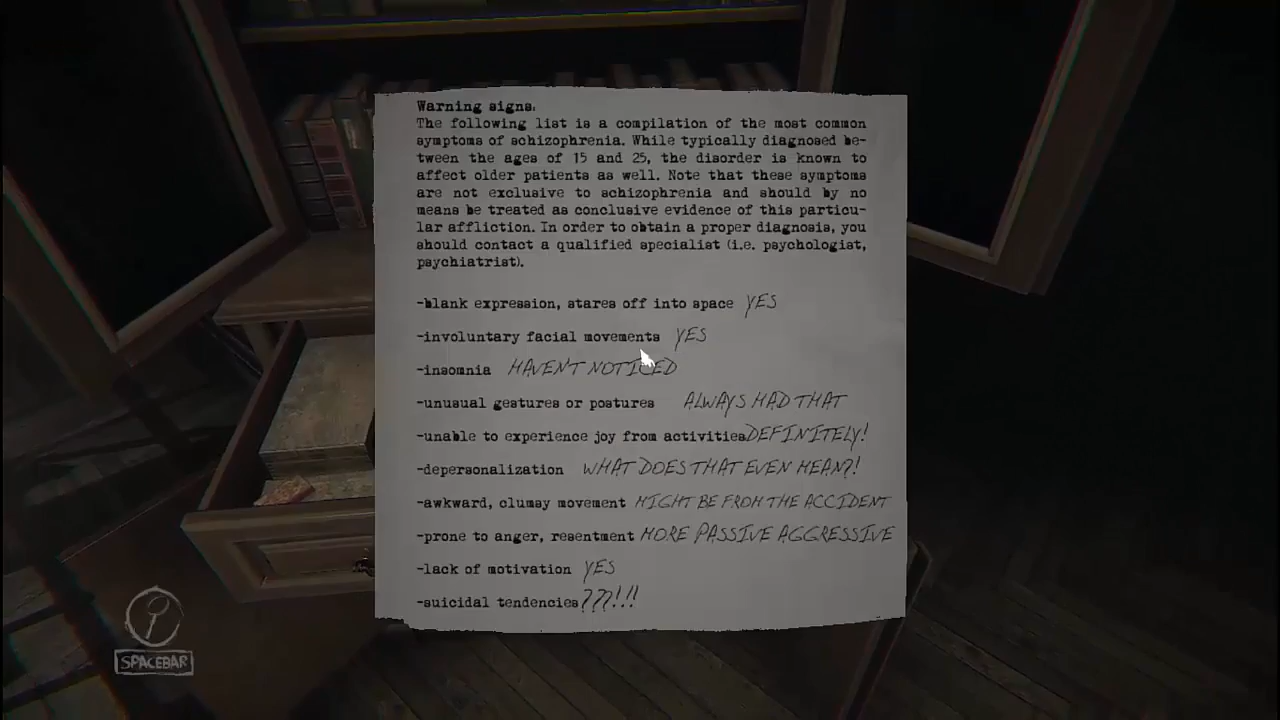 Warning signs.
The following list is a compilation of the most common
symptoms of schizophrenia. While typically diagnosed be-
tween the ages of 15 and 25, the disorder is known to
affect older patients as well. Note that these symptoms
are not exclusive to schizophrenia and should by no
means be treated as conclusive evidence of this particu-
lar affliction. In order to obtain a proper diagnosis, you
should contact a qualified specialist (i.e. psychologist,
psychiatrist).
-blank expression, stares off into space YES
-involuntary facial movements YES
-insomnia HAVEN'T NOTICED
-unusual gestures or postures ALWAYS HAD THAT
-unable to experience joy from activities DEFINITELY!
-depersonalization WHAT DOES THAT EVEN MEAN?!
-awkward, clumsy movement MIGHT BE FROM THE ACCIDENT
-prone to anger, resentment MORE PASSIVE AGGRESSIVE
-lack of motivation YES
-suicidal tendencies ???!!!
SPACEBAR